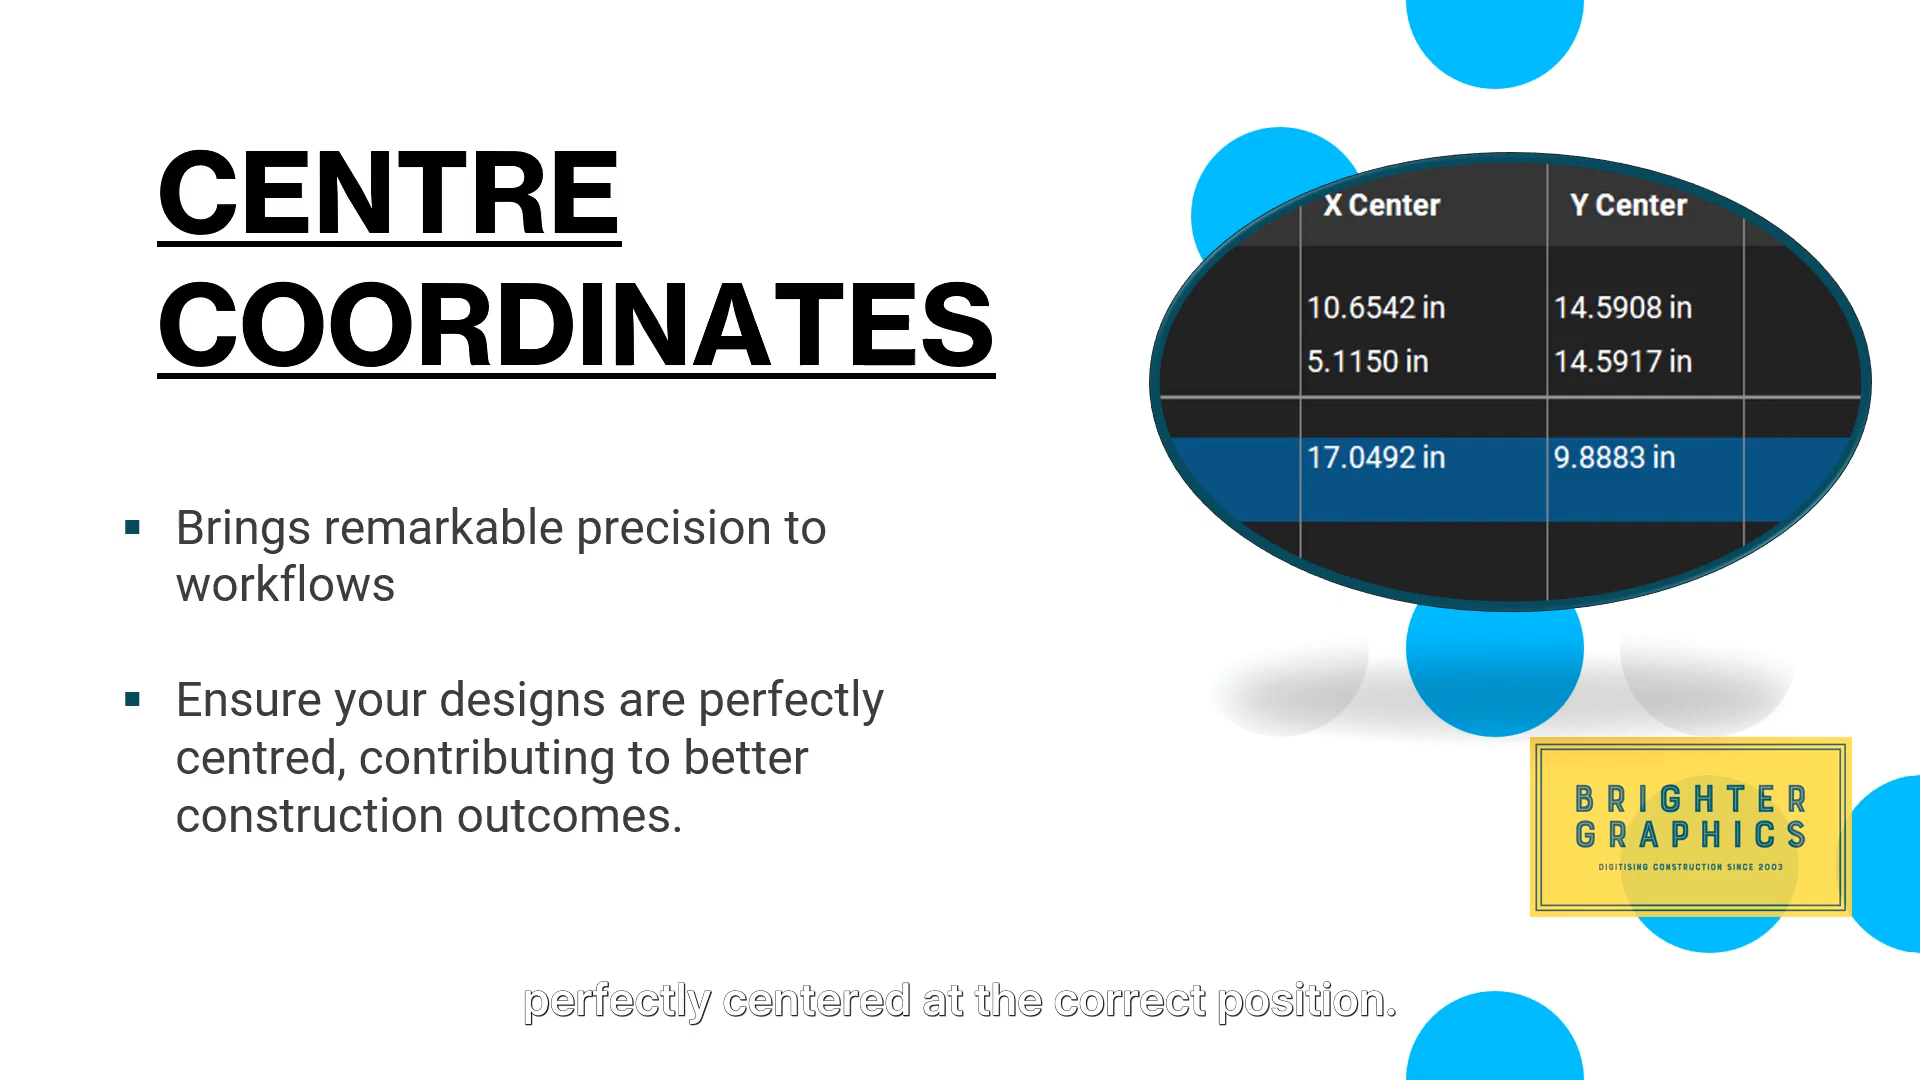 CENTRE
COORDINATES
▪ Brings remarkable precision to
workflows
▪ Ensure your designs are perfectly
centred, contributing to better
construction outcomes.
X Center Y Center
10.6542 in 14.5908 in
5.1150 in 14.5917 in
17.0492 in 9.8883 in
BRIGHTER
GRAPHICS
DIGITISING CONSTRUCTION SINCE 2003
perfectly centered at the correct position.